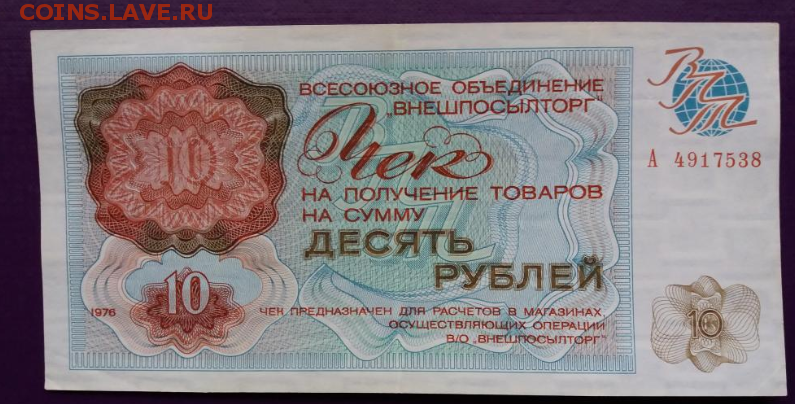 COINS.LAVE.RU
ВСЕСОЮЗНОЕ ОБЪЕДИНЕНИЕ
„ВНЕШПОСЫЛТОРГ"
ВПТ
Чек
А 4917538
НА ПОЛУЧЕНИЕ ТОВАРОВ
НА СУММУ
ДЕСЯТЬ
РУБЛЕЙ
10
10
1976
ЧЕК ПРЕДНАЗНАЧЕН ДЛЯ РАСЧЕТОВ В МАГАЗИНАХ,
ОСУЩЕСТВЛЯЮЩИХ ОПЕРАЦИИ
В/О „ВНЕШПОСЫЛТОРГ"
10